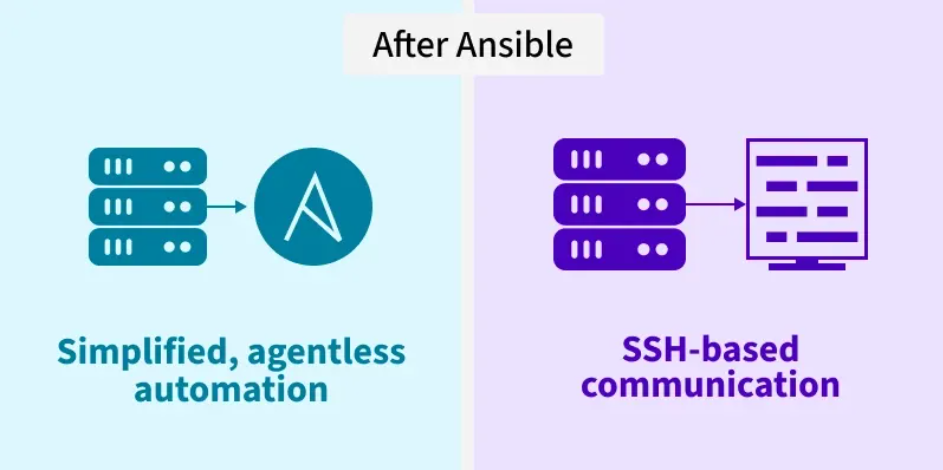 After Ansible
Simplified, agentless
automation
SSH-based
communication